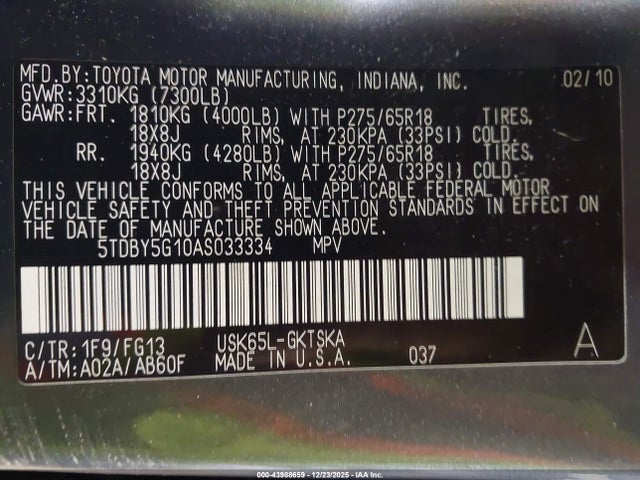 MFD.BY:TOYOTA MOTOR MANUFACTURING, INDIANA, INC. 02/10
GVWR:3310KG (7300LB)
GAWR:FRT. 1810KG (4000LB) WITH P275/65R18 TIRES,
18X8J RIMS, AT 230KPA (33PSI) COLD.
RR. 1940KG (4280LB) WITH P275/65R18 TIRES,
18X8J RIMS, AT 230KPA (33PSI) COLD.
THIS VEHICLE CONFORMS TO ALL APPLICABLE FEDERAL MOTOR
VEHICLE SAFETY AND THEFT PREVENTION STANDARDS IN EFFECT ON
THE DATE OF MANUFACTURE SHOWN ABOVE.
5TDBY5G10AS033334 MPV
C/TR:1F9/FG13 USK65L-GKTSKA
A/TM:A02A/AB60F MADE IN U.S.A. 037 A
000-43988659 - 12/23/2025 - IAA Inc.